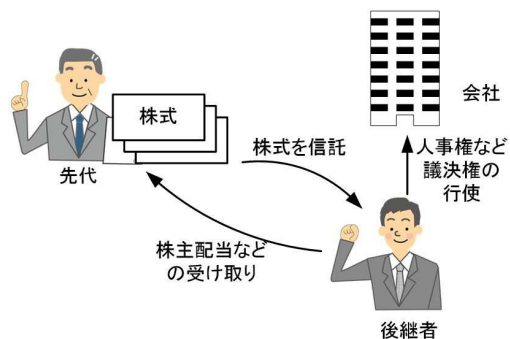 株式
先代
株式を信託
会社
人事権など
議決権の
行使
株主配当など
の受け取り
後継者